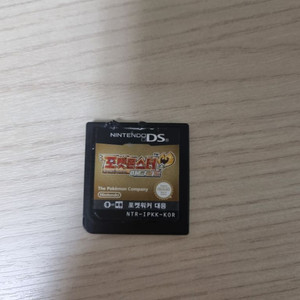 NINTENDO DS
포켓몬스터
The Pokémon Company
Nintendo
포켓워커 대응
NTR-IPKK-KOR